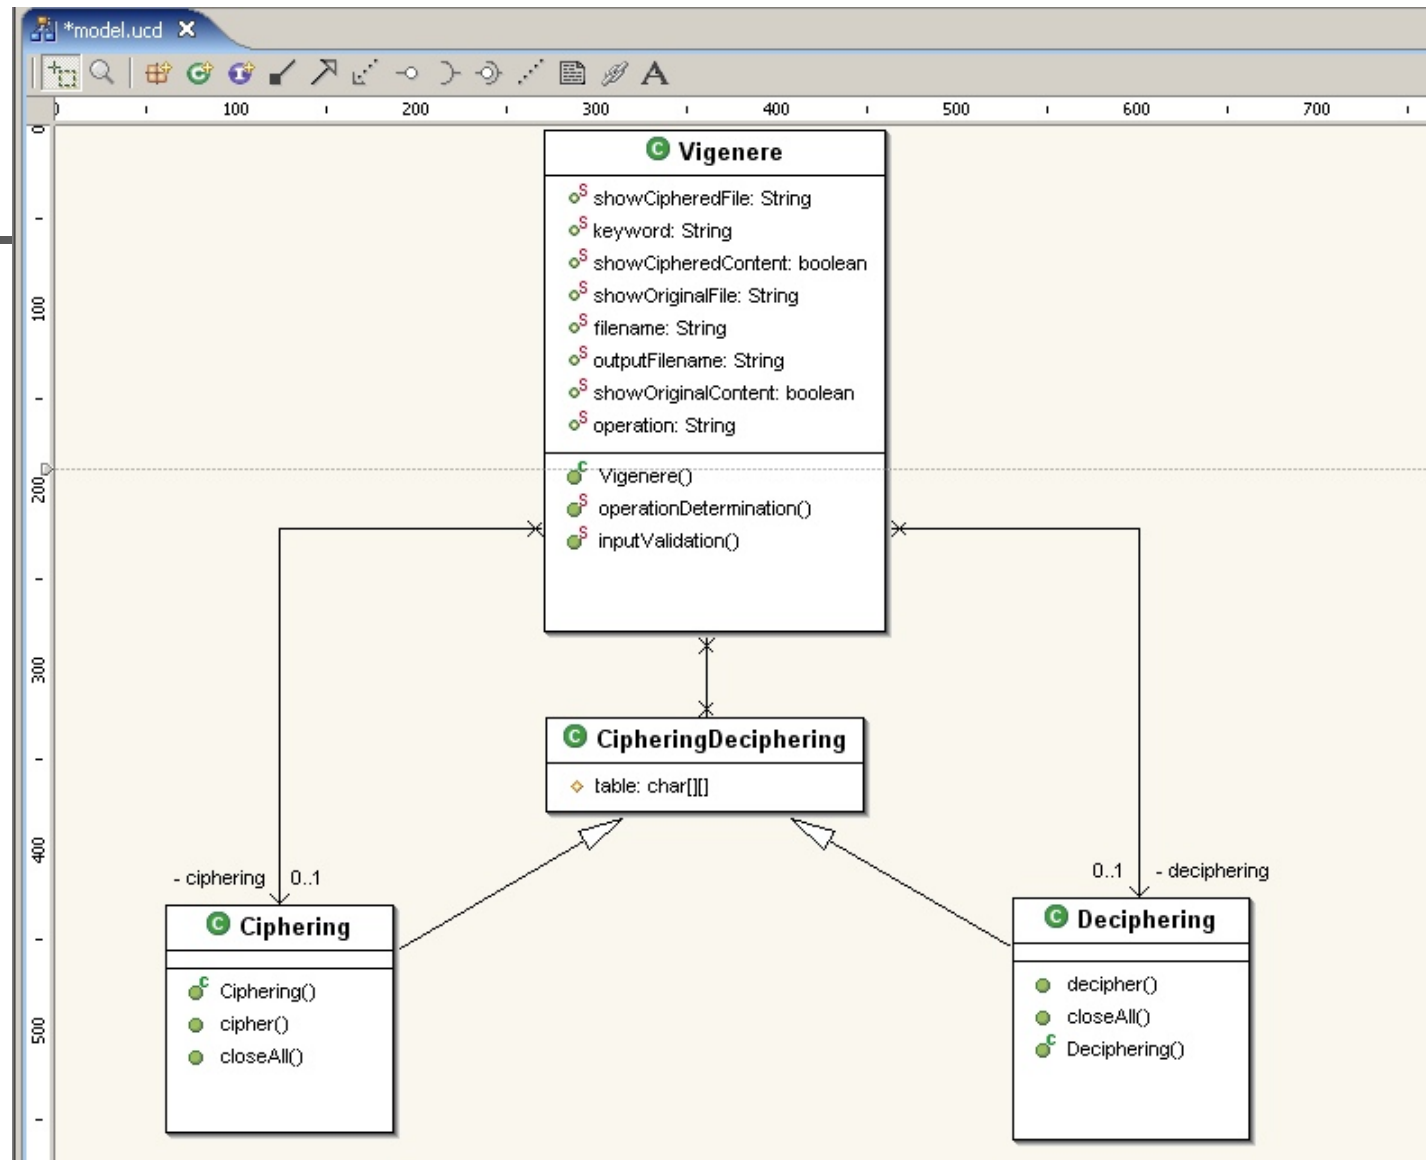 *model.ucd
0 100 200 300 400 500 600 700
0
100
200
300
400
500
C Vigenere
S showCipheredFile: String
S keyword: String
S showCipheredContent: boolean
S showOriginalFile: String
S filename: String
S outputFilename: String
S showOriginalContent: boolean
S operation: String
C Vigenere()
S operationDetermination()
S inputValidation()
C CipheringDeciphering
table: char[][]
- ciphering 0..1
0..1 - deciphering
C Ciphering
C Ciphering()
cipher()
closeAll()
C Deciphering
decipher()
closeAll()
C Deciphering()